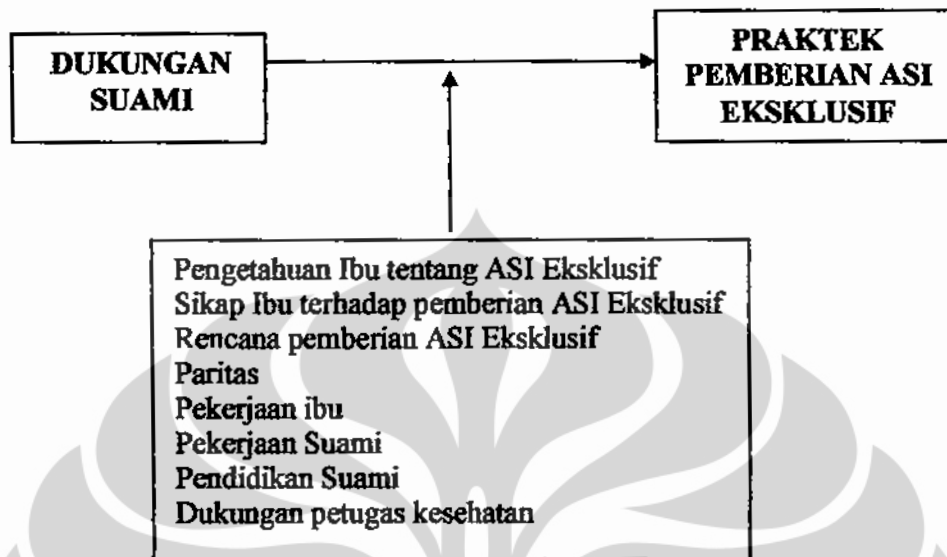 DUKUNGAN
SUAMI
PRAKTEK
PEMBERIAN ASI
EKSKLUSIF
Pengetahuan Ibu tentang ASI Eksklusif
Sikap Ibu terhadap pemberian ASI Eksklusif
Rencana pemberian ASI Eksklusif
Paritas
Pekerjaan ibu
Pekerjaan Suami
Pendidikan Suami
Dukungan petugas kesehatan